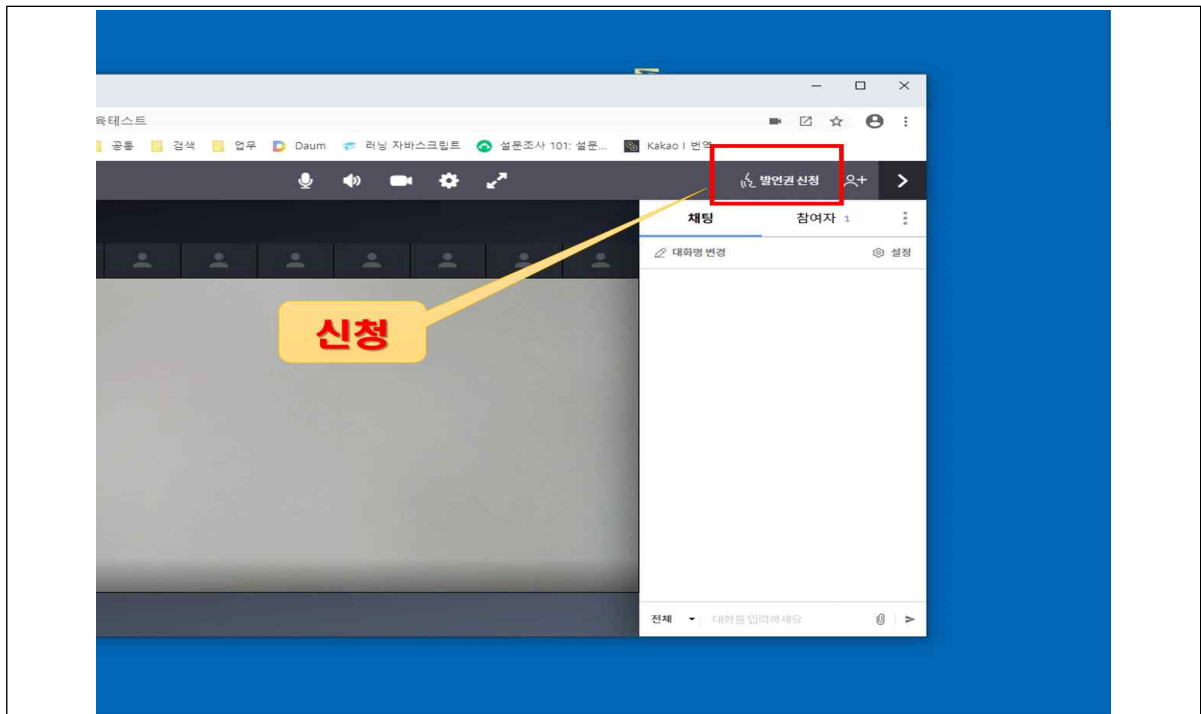 육테스트
공통 검색 업무 Daum 러닝 자바스크립트 설문조사 101: 설문... Kakao I 번역
발언권 신청
채팅 참여자 1
대화명 변경 설정
신청
전체 대화를 입력하세요